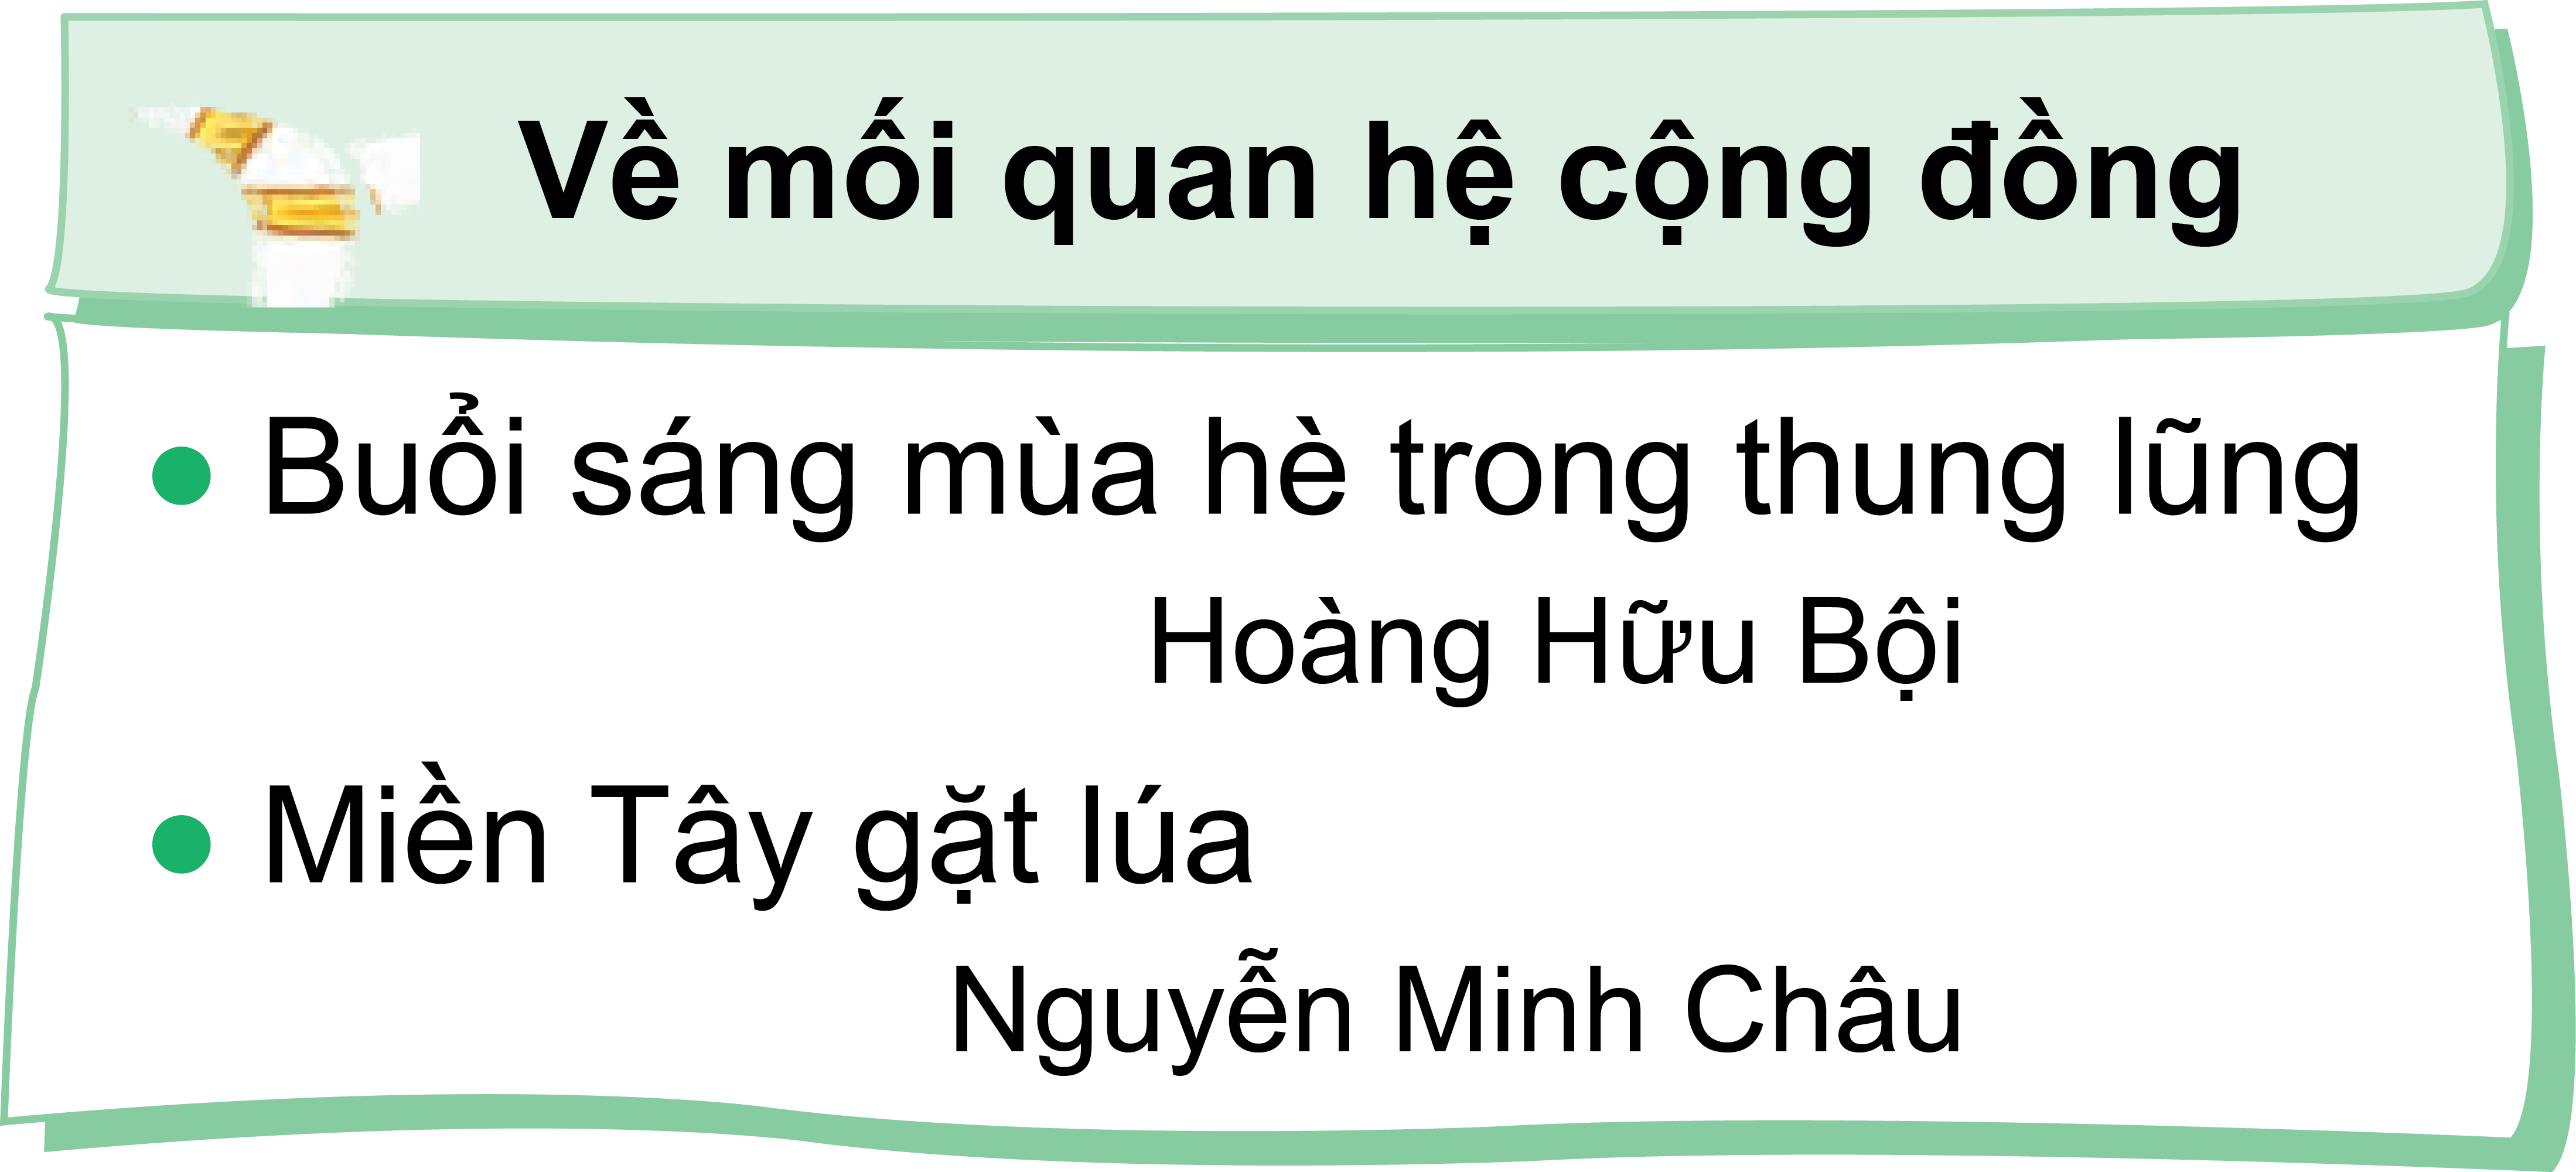 Về mối quan hệ cộng đồng
• Buổi sáng mùa hè trong thung lũng
Hoàng Hữu Bội
• Miền Tây gặt lúa
Nguyễn Minh Châu